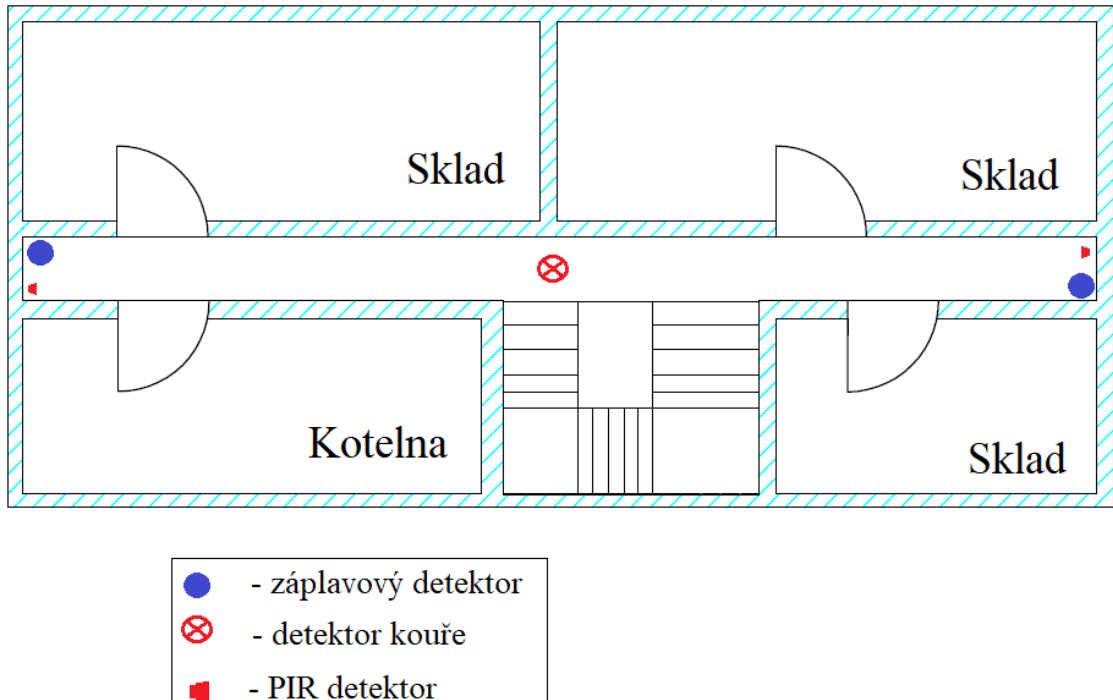 Sklad
Sklad
Kotelna
Sklad
- záplavový detektor
- detektor kouře
- PIR detektor